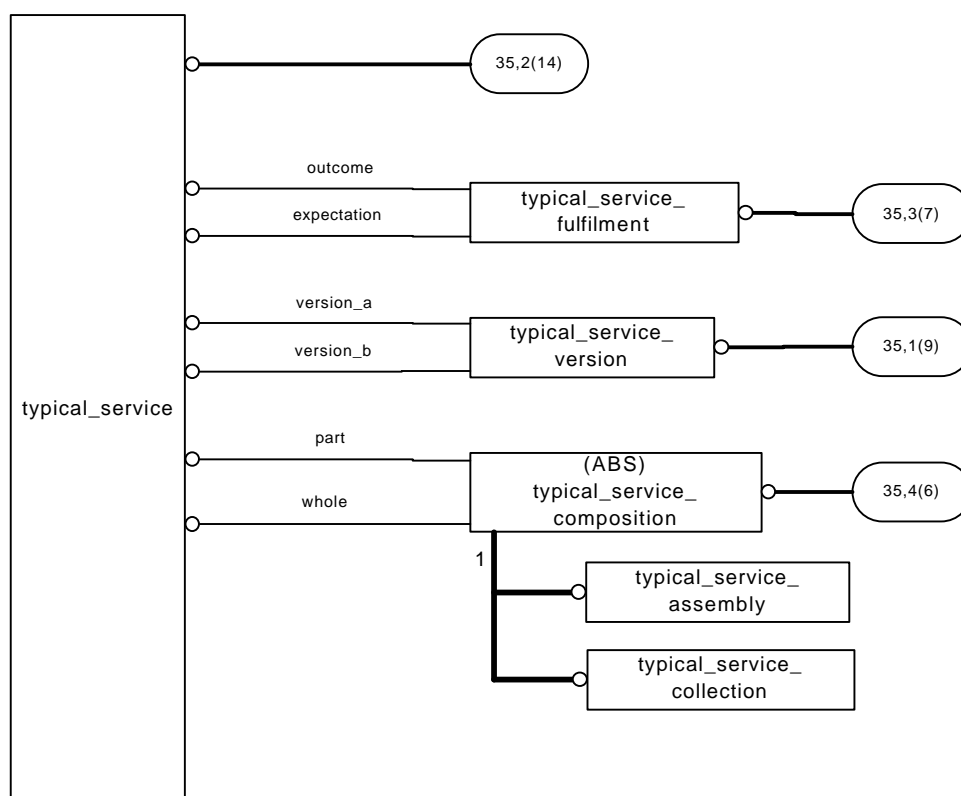 35,2(14)
outcome
typical_service_
fulfilment
35,3(7)
expectation
version_a
typical_service_
version
35,1(9)
version_b
typical_service
part
(ABS)
typical_service_
composition
35,4(6)
whole
1
typical_service_
assembly
typical_service_
collection